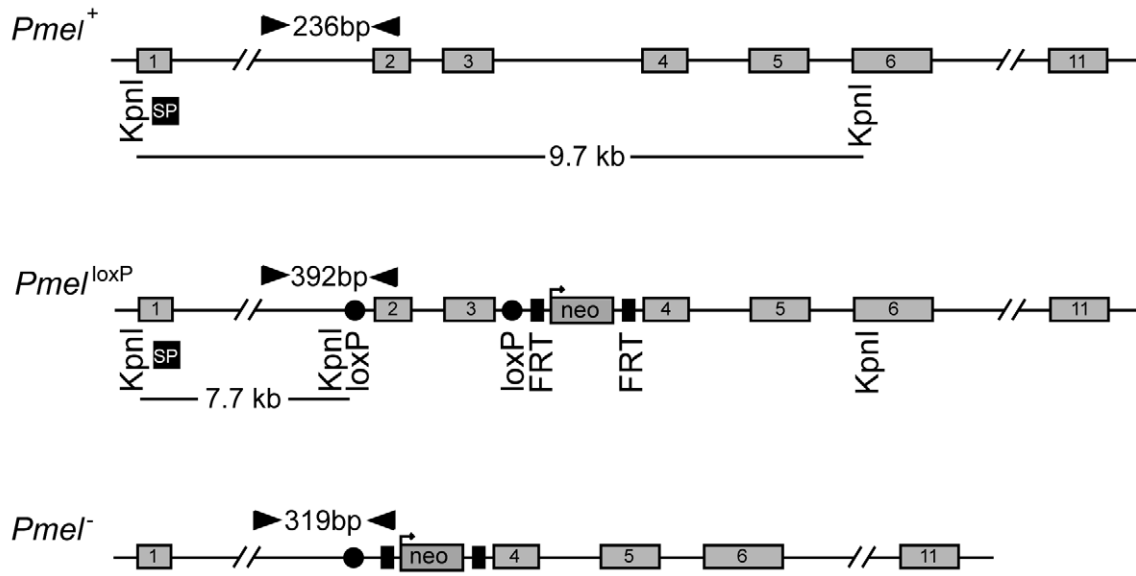 Pmel+ 236bp
1 2 3 4 5 6 11
KpnI SP KpnI
9.7 kb
PmelloxP 392bp
1 2 3 neo 4 5 6 11
KpnI SP KpnI loxP loxP FRT FRT KpnI
7.7 kb
Pmel- 319bp
1 neo 4 5 6 11